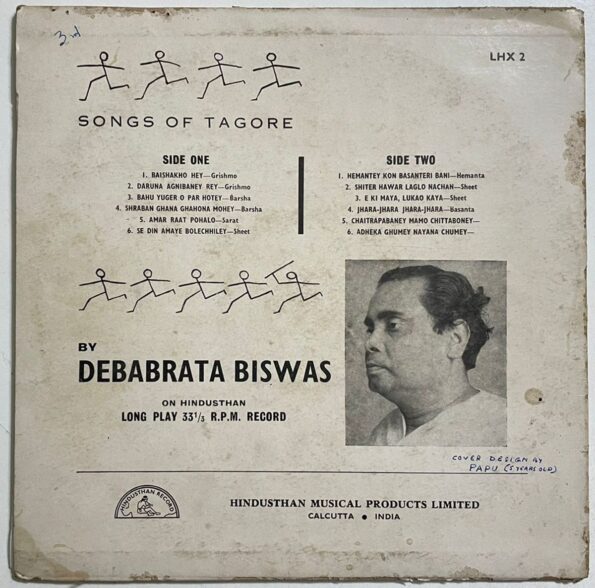 3rd
LHX 2
SONGS OF TAGORE
SIDE ONE
1. BAISHAKHO HEY—Grishmo
2. DARUNA AGNIBANEY REY—Grishmo
3. BAHU YUGER O PAR HOTEY—Barsha
4. SHRABAN GHANA GHAHONA MOHEY—Barsha
5. AMAR RAAT POHALO—Sarat
6. SE DIN AMAYE BOLECHHILEY—Sheet
SIDE TWO
1. HEMANTEY KON BASANTERI BANI—Hemanta
2. SHITER HAWAR LAGLO NACHAN—Sheet
3. E KI MAYA, LUKAO KAYA—Sheet
4. JHARA-JHARA JHARA-JHARA—Basanta
5. CHAITRAPABANEY MAMO CHITTABONEY—
6. ADHEKA GHUMEY NAYANA CHUMEY—
BY
DEBABRATA BISWAS
ON HINDUSTHAN
LONG PLAY 33 1/3 R.P.M. RECORD
COVER DESIGN BY
PAPU (5 YEARS OLD)
HINDUSTHAN RECORD
HINDUSTHAN MUSICAL PRODUCTS LIMITED
CALCUTTA ● INDIA